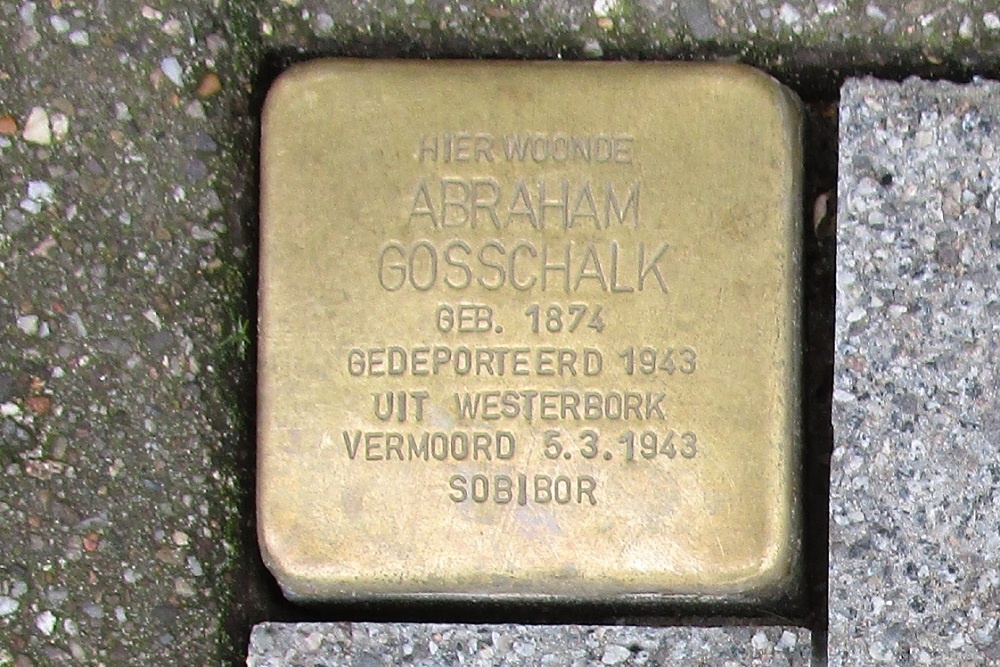 HIER WOONDE
ABRAHAM
GOSSCHALK
GEB. 1874
GEDEPORTEERD 1943
UIT WESTERBORK
VERMOORD 5.3.1943
SOBIBOR